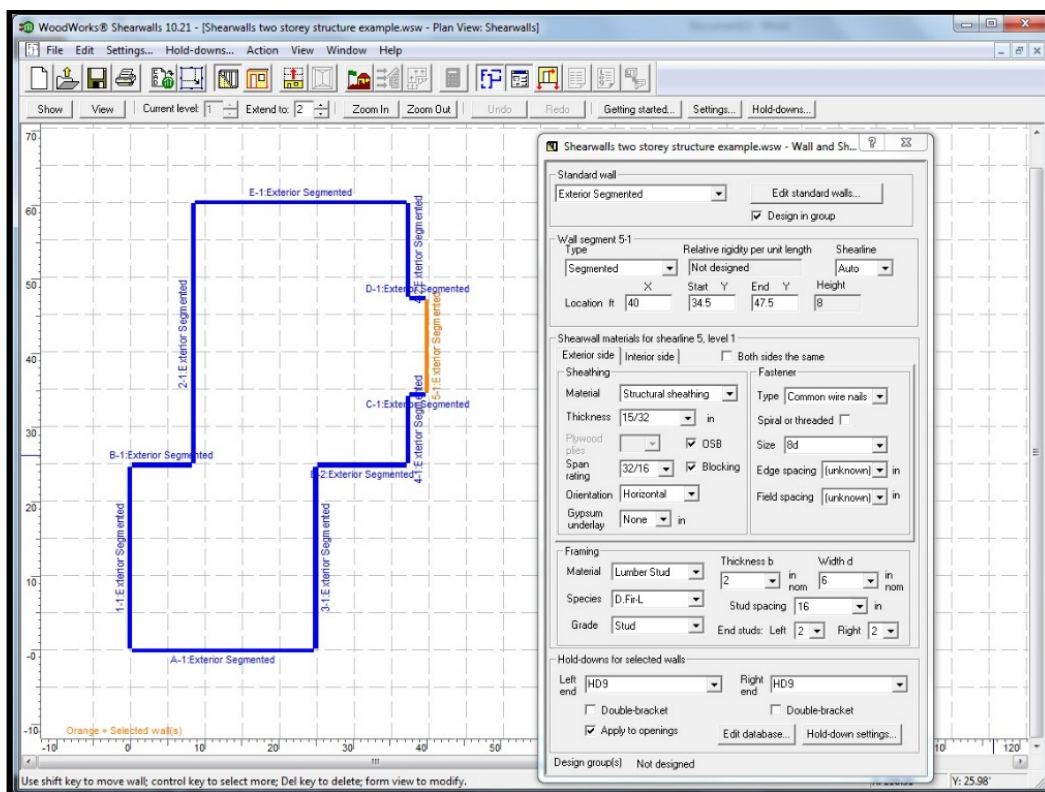 WoodWorks® Shearwalls 10.21 - [Shearwalls two storey structure example.wsw - Plan View: Shearwalls]
File Edit Settings... Hold-downs... Action View Window Help
Show View Current level: 1 Extend to: 2 Zoom In Zoom Out Undo Redo Getting started... Settings... Hold-downs...
70
60
50
40
30
20
10
-0
-10
-10 0 10 20 30 40 50
10 120
E-1:Exterior Segmented
4-2:Exterior Segmented
D-1:Exterior Segmented
2-1:Exterior Segmented
5-1:Exterior Segmented
C-1:Exterior Segmented
4-1:Exterior Segmented
B-1:Exterior Segmented
B-2:Exterior Segmented
1-1:Exterior Segmented
3-1:Exterior Segmented
A-1:Exterior Segmented
Orange = Selected wall(s)
Shearwalls two storey structure example.wsw - Wall and Sh...
Standard wall
Exterior Segmented Edit standard walls...
Design in group
Wall segment 5-1
Type Relative rigidity per unit length Shearline
Segmented Not designed Auto
X Start Y End Y Height
Location ft 40 34.5 47.5 8
Shearwall materials for shearline 5, level 1
Exterior side Interior side Both sides the same
Sheathing
Material Structural sheathing
Thickness 15/32 in
Plywood plies OSB
Span rating 32/16 Blocking
Orientation Horizontal
Gypsum underlay None in
Fastener
Type Common wire nails
Spiral or threaded
Size 8d
Edge spacing (unknown) in
Field spacing (unknown) in
Framing
Material Lumber Stud
Species D.Fir-L
Grade Stud
Thickness b Width d
2 in nom 6 in nom
Stud spacing 16 in
End studs: Left 2 Right 2
Hold-downs for selected walls
Left end HD9 Right end HD9
Double-bracket Double-bracket
Apply to openings Edit database... Hold-down settings...
Design group(s) Not designed
Use shift key to move wall; control key to select more; Del key to delete; form view to modify.
Y: 25.98'